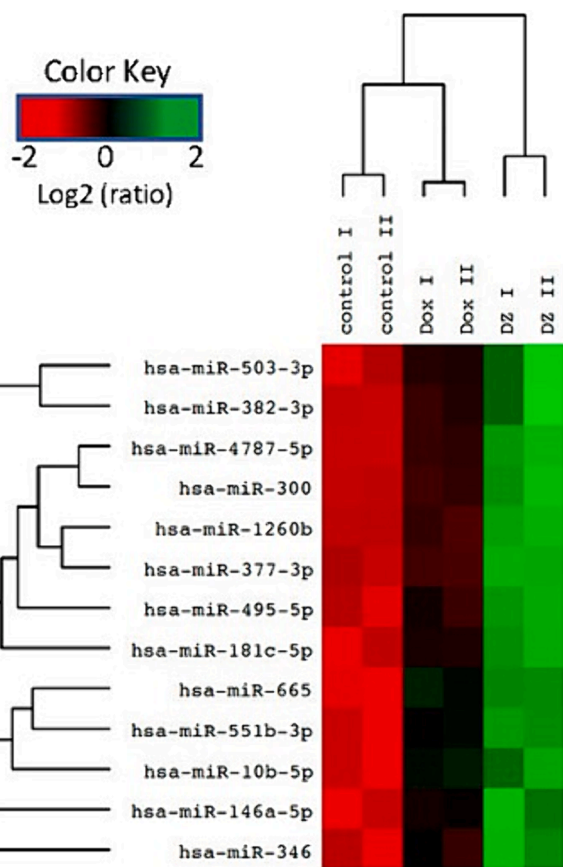 Color Key
-2 0 2
Log2 (ratio)
control I
control II
Dox I
Dox II
DZ I
DZ II
hsa-miR-503-3p
hsa-miR-382-3p
hsa-miR-4787-5p
hsa-miR-300
hsa-miR-1260b
hsa-miR-377-3p
hsa-miR-495-5p
hsa-miR-181c-5p
hsa-miR-665
hsa-miR-551b-3p
hsa-miR-10b-5p
hsa-miR-146a-5p
hsa-miR-346